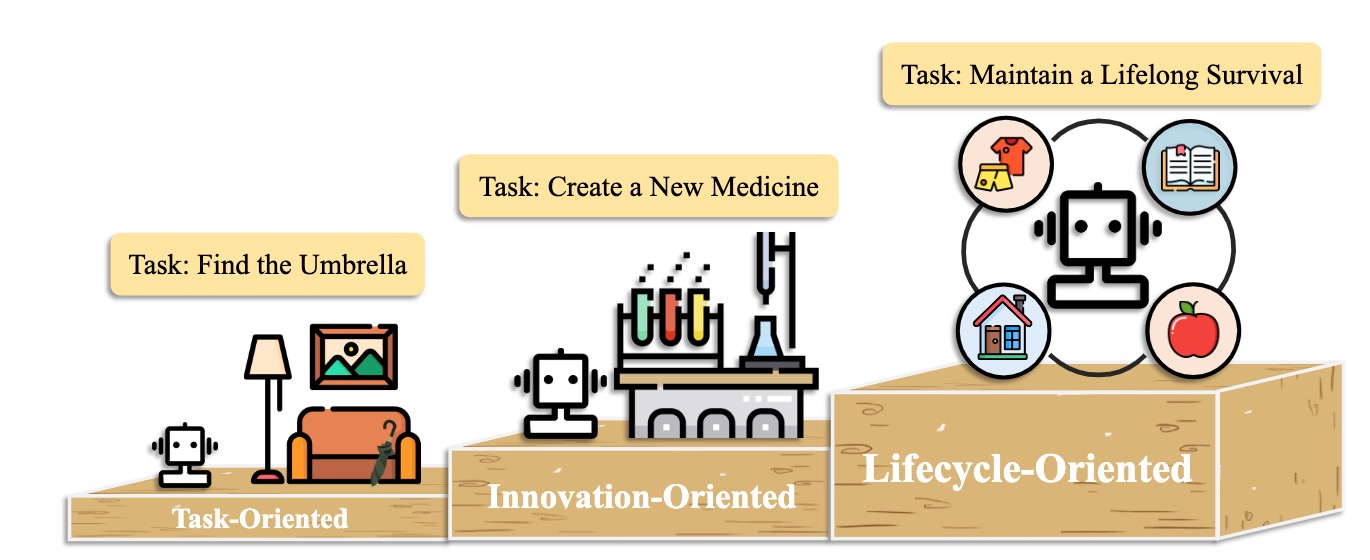 Task: Maintain a Lifelong Survival
Task: Create a New Medicine
Task: Find the Umbrella
Lifecycle-Oriented
Innovation-Oriented
Task-Oriented